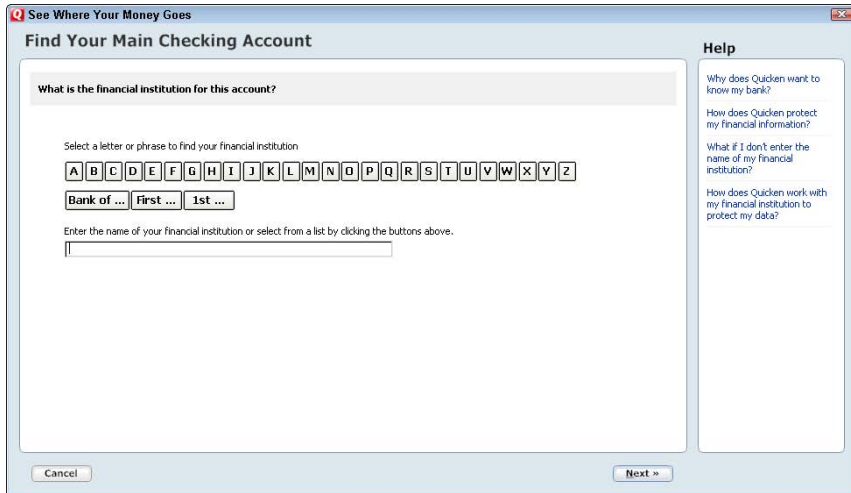 Q See Where Your Money Goes
Find Your Main Checking Account
What is the financial institution for this account?
Select a letter or phrase to find your financial institution
A B C D E F G H I J K L M N O P Q R S T U V W X Y Z
Bank of ... First ... 1st ...
Enter the name of your financial institution or select from a list by clicking the buttons above.
Help
Why does Quicken want to
know my bank?
How does Quicken protect
my financial information?
What if I don't enter the
name of my financial
institution?
How does Quicken work with
my financial institution to
protect my data?
Cancel
Next »